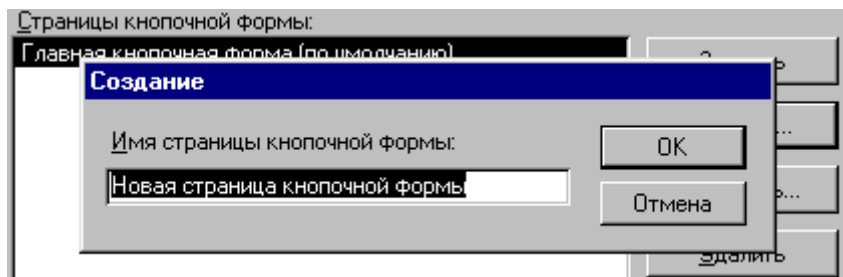 Страницы кнопочной формы:
Главная кнопочная форма (по умолчанию)
Создание
Имя страницы кнопочной формы:
OK
Новая страница кнопочной формы
Отмена
Удалить